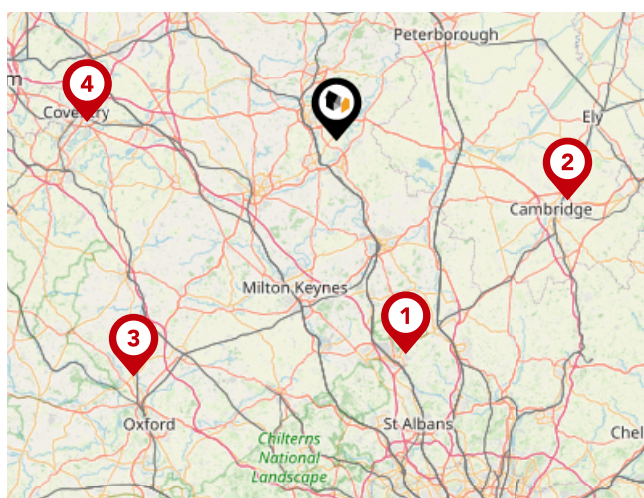 Peterborough
m
4
Coventry
Ely
2
Cambridge
Milton Keynes
1
3
Oxford
St Albans
Chilterns
National
Landscape
Chel